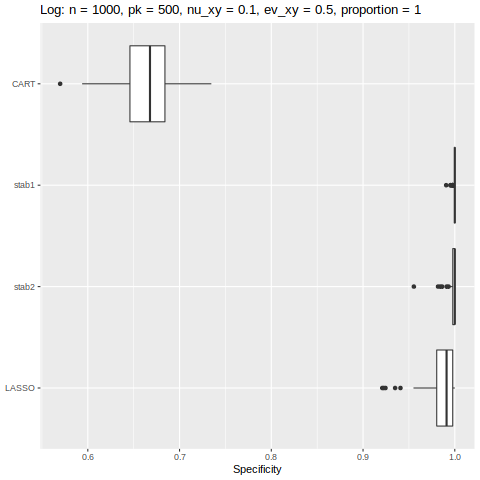 Log: n = 1000, pk = 500, nu_xy = 0.1, ev_xy = 0.5, proportion = 1
CART
stab1
stab2
LASSO
0.6 0.7 0.8 0.9 1.0
Specificity